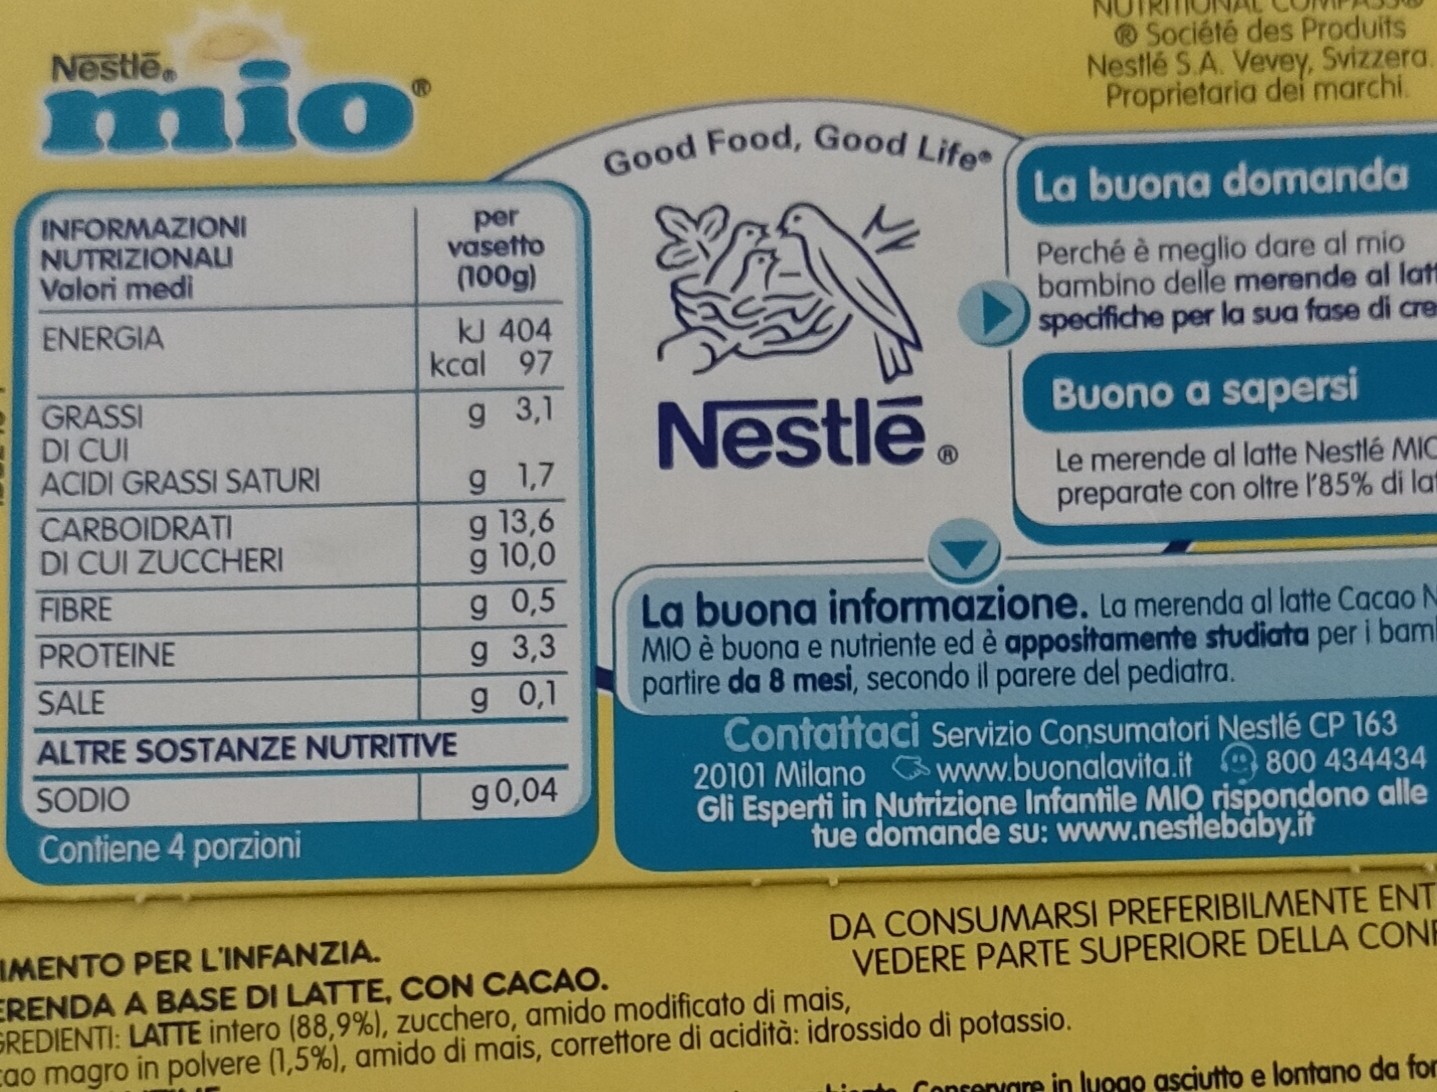 ® Société des Produits
Nestlé S.A. Vevey, Svizzera.
Proprietaria dei marchi.
Nestlé®
mio®
Good Food, Good Life®
Nestlé®
INFORMAZIONI
NUTRIZIONALI
Valori medi
per
vasetto
(100g)
ENERGIA kJ 404
kcal 97
GRASSI g 3,1
DI CUI
ACIDI GRASSI SATURI g 1,7
CARBOIDRATI g 13,6
DI CUI ZUCCHERI g 10,0
FIBRE g 0,5
PROTEINE g 3,3
SALE g 0,1
ALTRE SOSTANZE NUTRITIVE
SODIO g 0,04
Contiene 4 porzioni
La buona domanda
Perché è meglio dare al mio
bambino delle merende al latt
specifiche per la sua fase di cre
Buono a sapersi
Le merende al latte Nestlé MIO
preparate con oltre l'85% di lat
La buona informazione. La merenda al latte Cacao N
MIO è buona e nutriente ed è appositamente studiata per i bam
partire da 8 mesi, secondo il parere del pediatra.
Contattaci Servizio Consumatori Nestlé CP 163
20101 Milano www.buonalavita.it 800 434434
Gli Esperti in Nutrizione Infantile MIO rispondono alle
tue domande su: www.nestlebaby.it
DA CONSUMARSI PREFERIBILMENTE ENT
VEDERE PARTE SUPERIORE DELLA CONF
IMENTO PER L'INFANZIA.
ERENDA A BASE DI LATTE, CON CACAO.
GREDIENTI: LATTE intero (88,9%), zucchero, amido modificato di mais,
cao magro in polvere (1,5%), amido di mais, correttore di acidità: idrossido di potassio.
Conservare in luogo asciutto e lontano da for